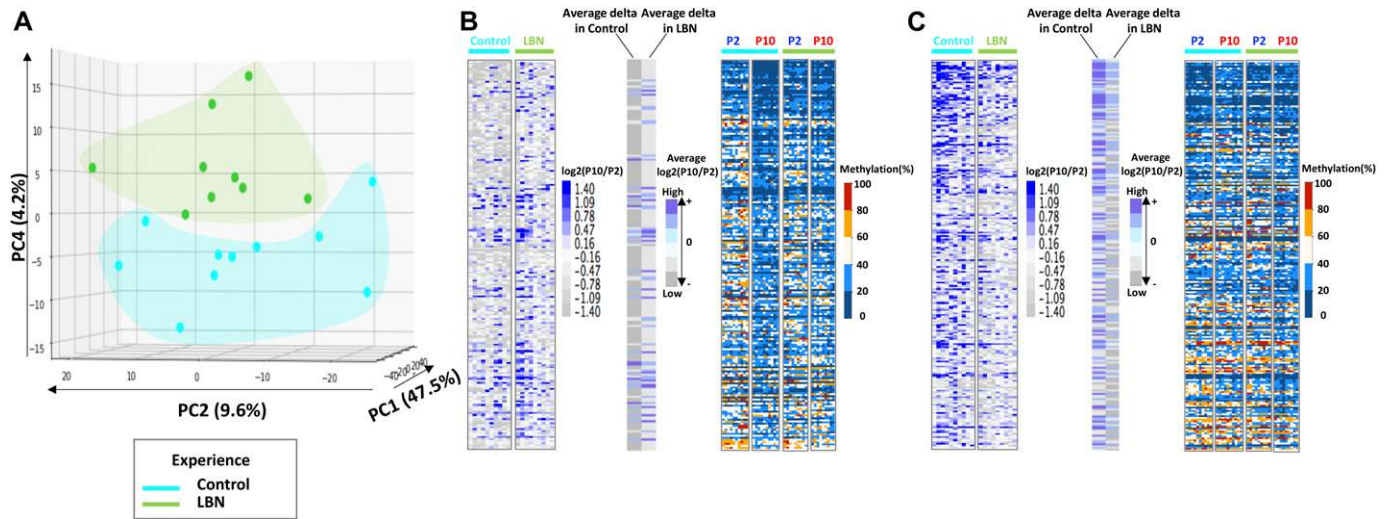 A
PC4 (4.2%)
15
10
5
0
−5
−10
−15
20
10
0
−10
−20
PC2 (9.6%)
PC1 (47.5%)
Experience
Control
LBN
B
Average delta
in Control
Average delta
in LBN
Control
LBN
P2
P10
P2
P10
log2(P10/P2)
1.40
1.09
0.78
0.47
0.16
−0.16
−0.47
−0.78
−1.09
−1.40
Average
log2(P10/P2)
High
+
0
-
Low
Methylation(%)
100
80
60
40
20
0
C
Average delta
in Control
Average delta
in LBN
Control
LBN
P2
P10
P2
P10
log2(P10/P2)
1.40
1.09
0.78
0.47
0.16
−0.16
−0.47
−0.78
−1.09
−1.40
Average
log2(P10/P2)
High
+
0
-
Low
Methylation(%)
100
80
60
40
20
0